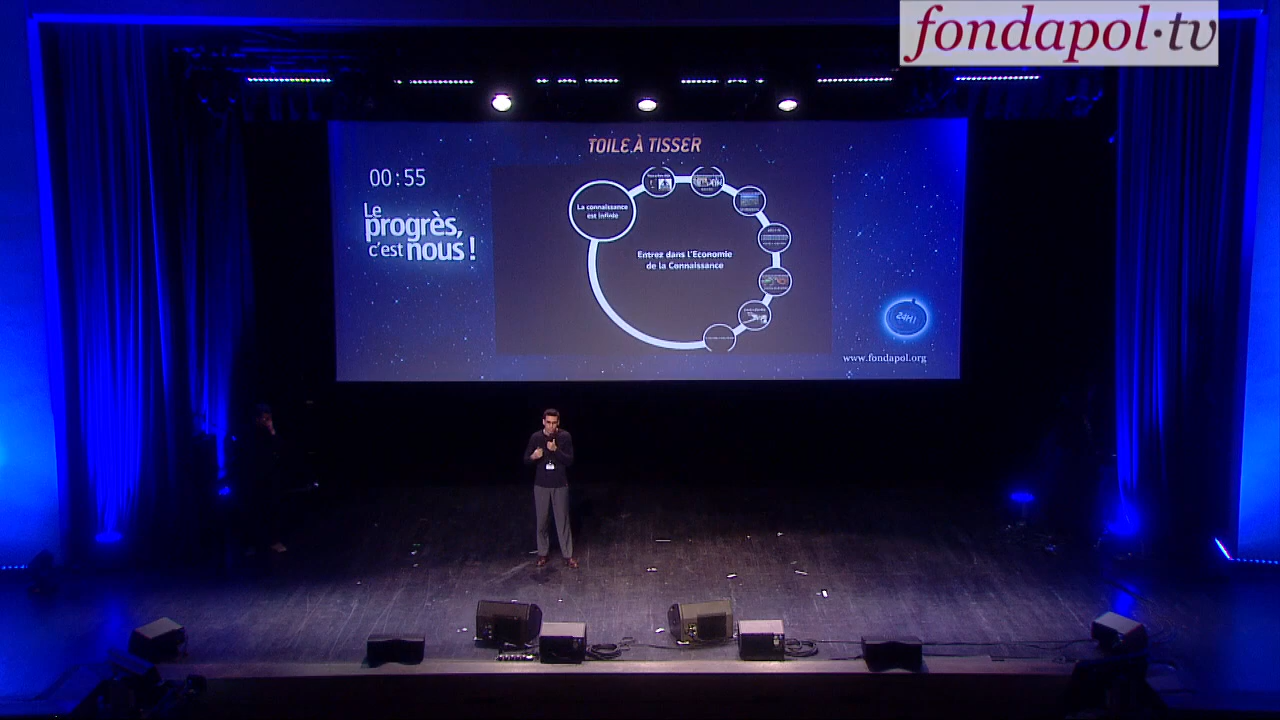 fondapol·tv
TOILE À TISSER
00:55
Le
progrès,
c'est nous !
La connaissance
est infinie
Entrez dans l'Economie
de la Connaissance
24H!
www.fondapol.org